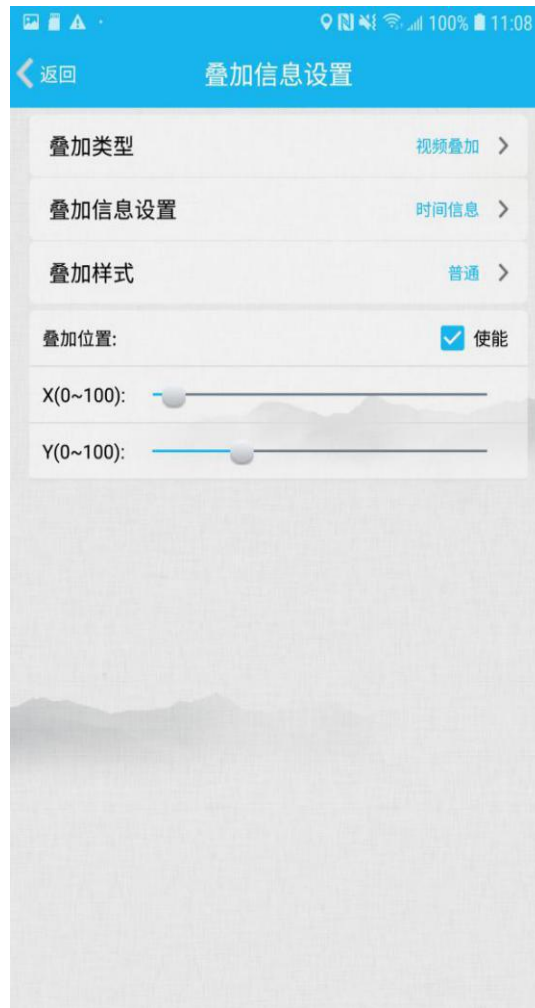 100% 11:08
返回
叠加信息设置
叠加类型 视频叠加
叠加信息设置 时间信息
叠加样式 普通
叠加位置: 使能
X(0~100):
Y(0~100):